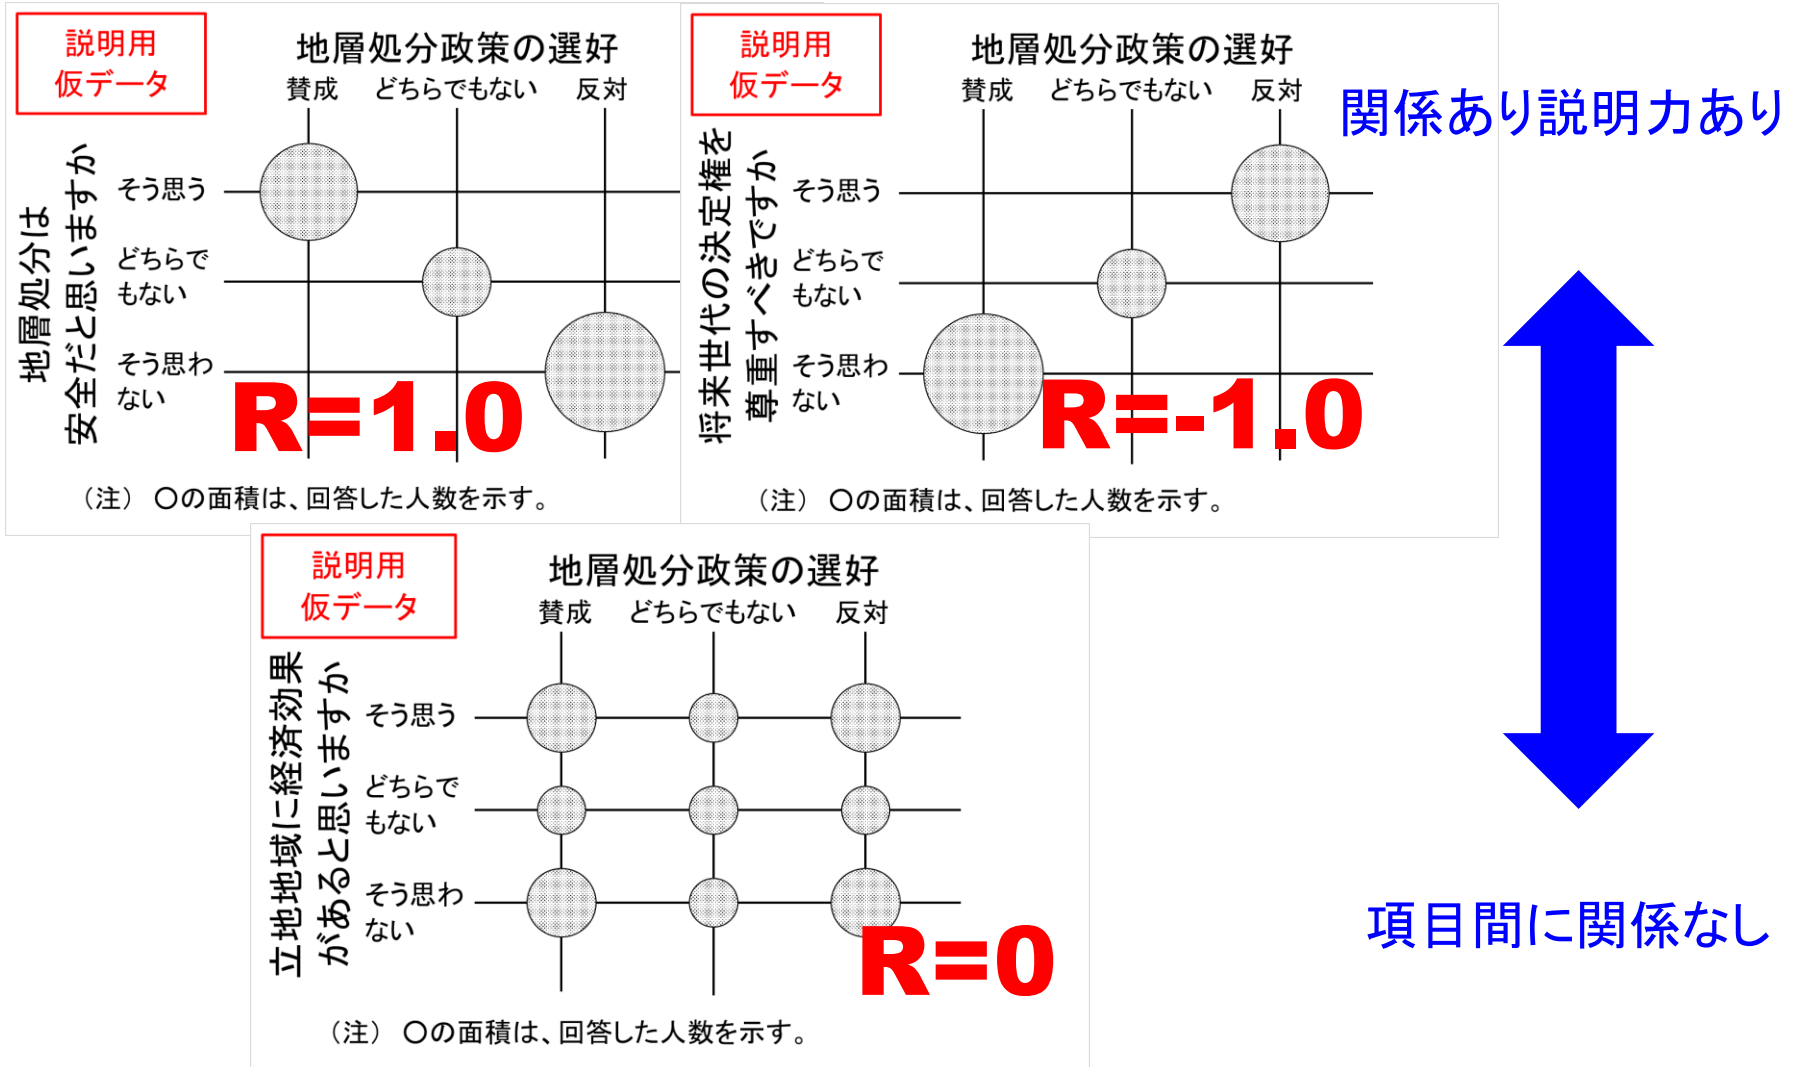 説明用
仮データ
地層処分政策の選好
賛成 どちらでもない 反対
地層処分は
安全だと思いますか
そう思う
どちらで
もない
そう思わ
ない
R=1.0
（注） ○の面積は、回答した人数を示す。
説明用
仮データ
地層処分政策の選好
賛成 どちらでもない 反対
将来世代の決定権を
尊重すべきですか
そう思う
どちらで
もない
そう思わ
ない
R=-1.0
（注） ○の面積は、回答した人数を示す。
関係あり説明力あり
説明用
仮データ
地層処分政策の選好
賛成 どちらでもない 反対
立地地域に経済効果
があると思いますか
そう思う
どちらで
もない
そう思わ
ない
R=0
（注） ○の面積は、回答した人数を示す。
項目間に関係なし